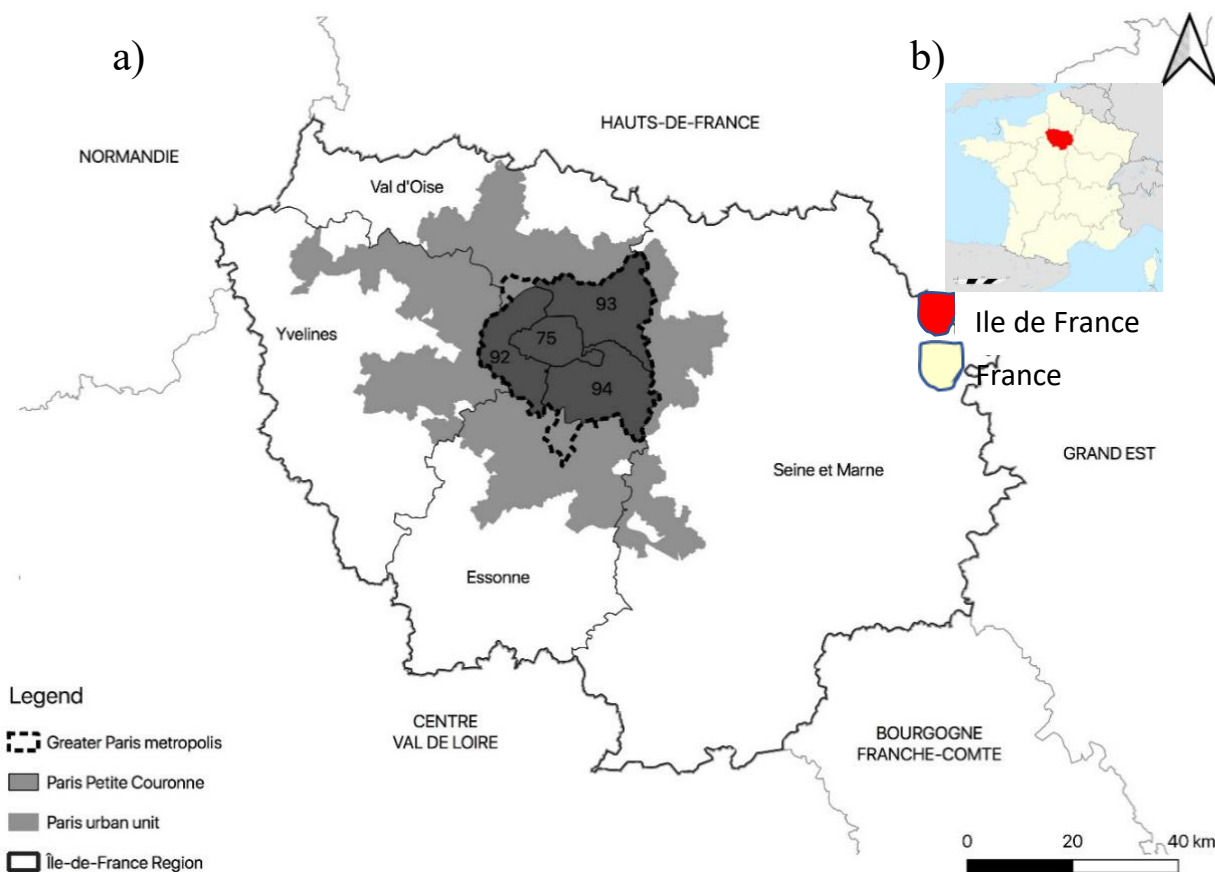 a)
b)
HAUTS-DE-FRANCE
NORMANDIE
Val d'Oise
93
Ile de France
Yvelines
75
92
France
94
GRAND EST
Seine et Marne
Essonne
Legend
CENTRE
VAL DE LOIRE
BOURGOGNE
FRANCHE-COMTE
Greater Paris metropolis
Paris Petite Couronne
Paris urban unit
Île-de-France Region
0 20 40 km